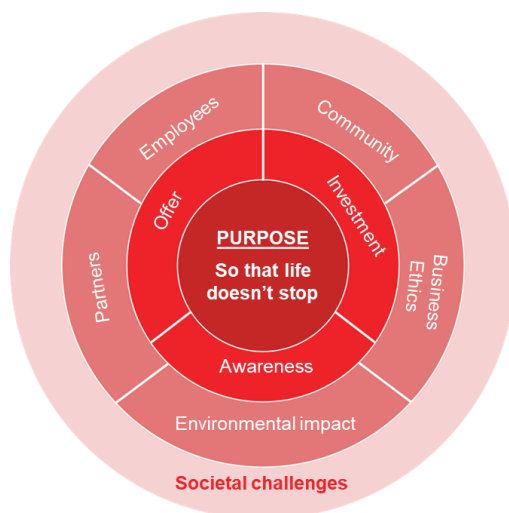 Employees
Community
Offer
Investment
PURPOSE
So that life
doesn't stop
Partners
Business
Ethics
Awareness
Environmental impact
Societal challenges